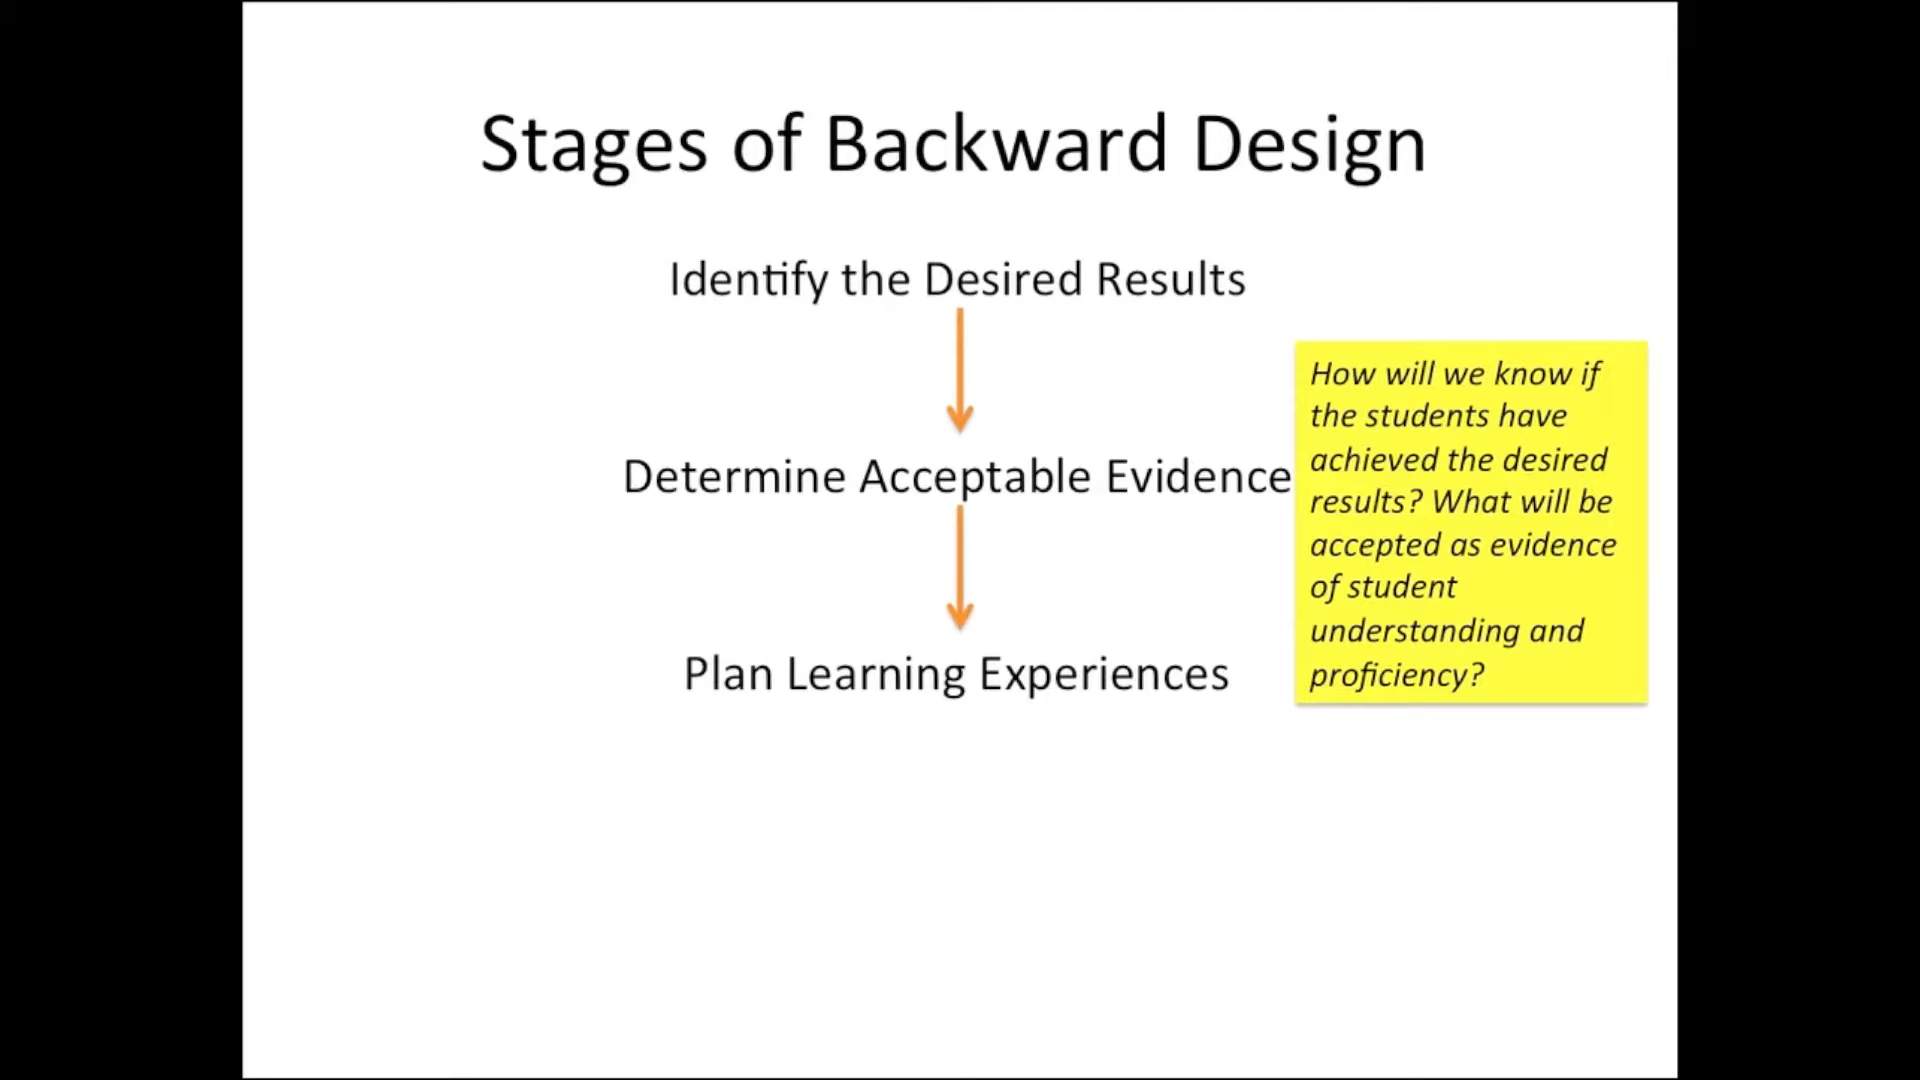 Stages of Backward Design
Identify the Desired Results
Determine Acceptable Evidence
How will we know if
the students have
achieved the desired
results? What will be
accepted as evidence
of student
understanding and
proficiency?
Plan Learning Experiences